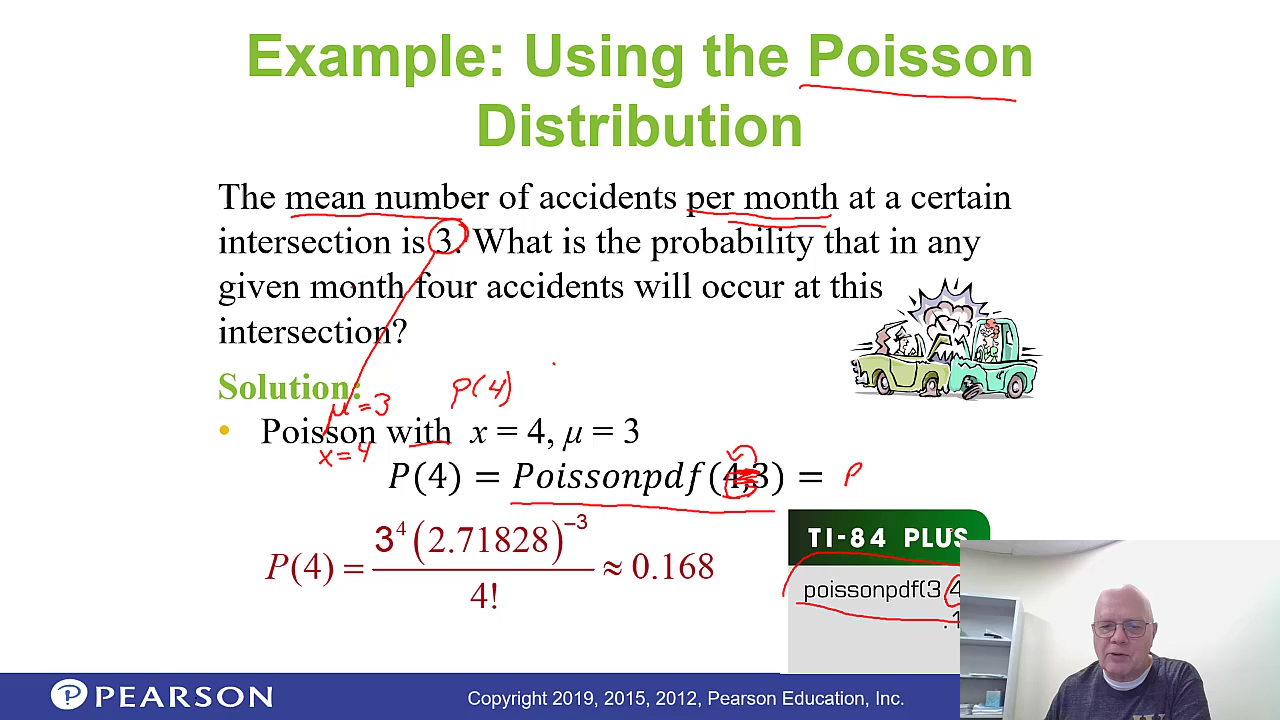 Example: Using the Poisson
Distribution
The mean number of accidents per month at a certain
intersection is 3. What is the probability that in any
given month four accidents will occur at this
intersection?
Solution:
P(4)
μ = 3
• Poisson with x = 4, μ = 3
x = 4
P(4) = Poissonpdf(4,3) = P
P(4) = 3⁴(2.71828)⁻³ / 4! ≈ 0.168
TI-84 PLUS
poissonpdf(3 4
.1
PEARSON
Copyright 2019, 2015, 2012, Pearson Education, Inc.